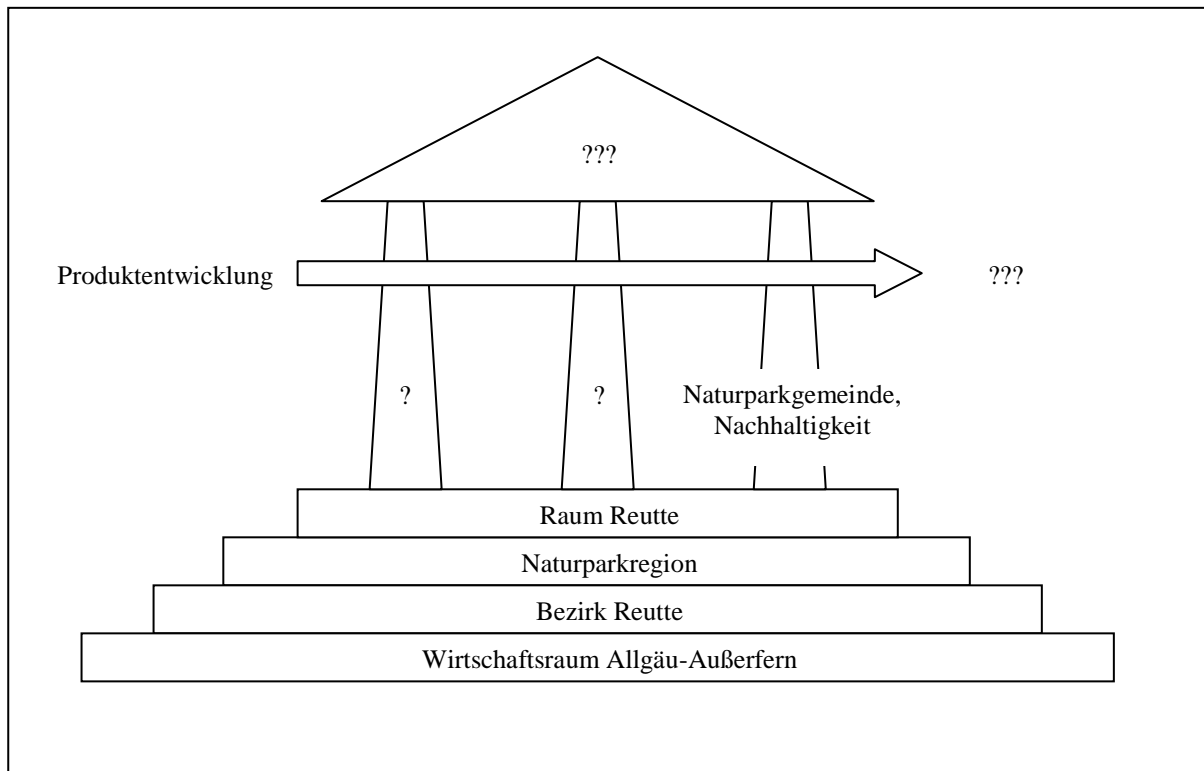 ???
Produktentwicklung
???
?
?
Naturparkgemeinde,
Nachhaltigkeit
Raum Reutte
Naturparkregion
Bezirk Reutte
Wirtschaftsraum Allgäu-Außerfern